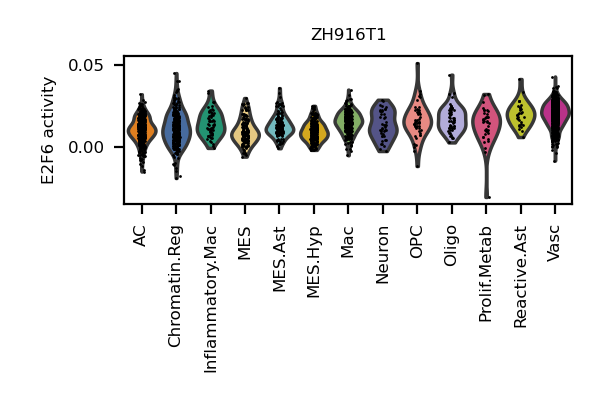 ZH916T1
E2F6 activity
0.05
0.00
AC
Chromatin.Reg
Inflammatory.Mac
MES
MES.Ast
MES.Hyp
Mac
Neuron
OPC
Oligo
Prolif.Metab
Reactive.Ast
Vasc